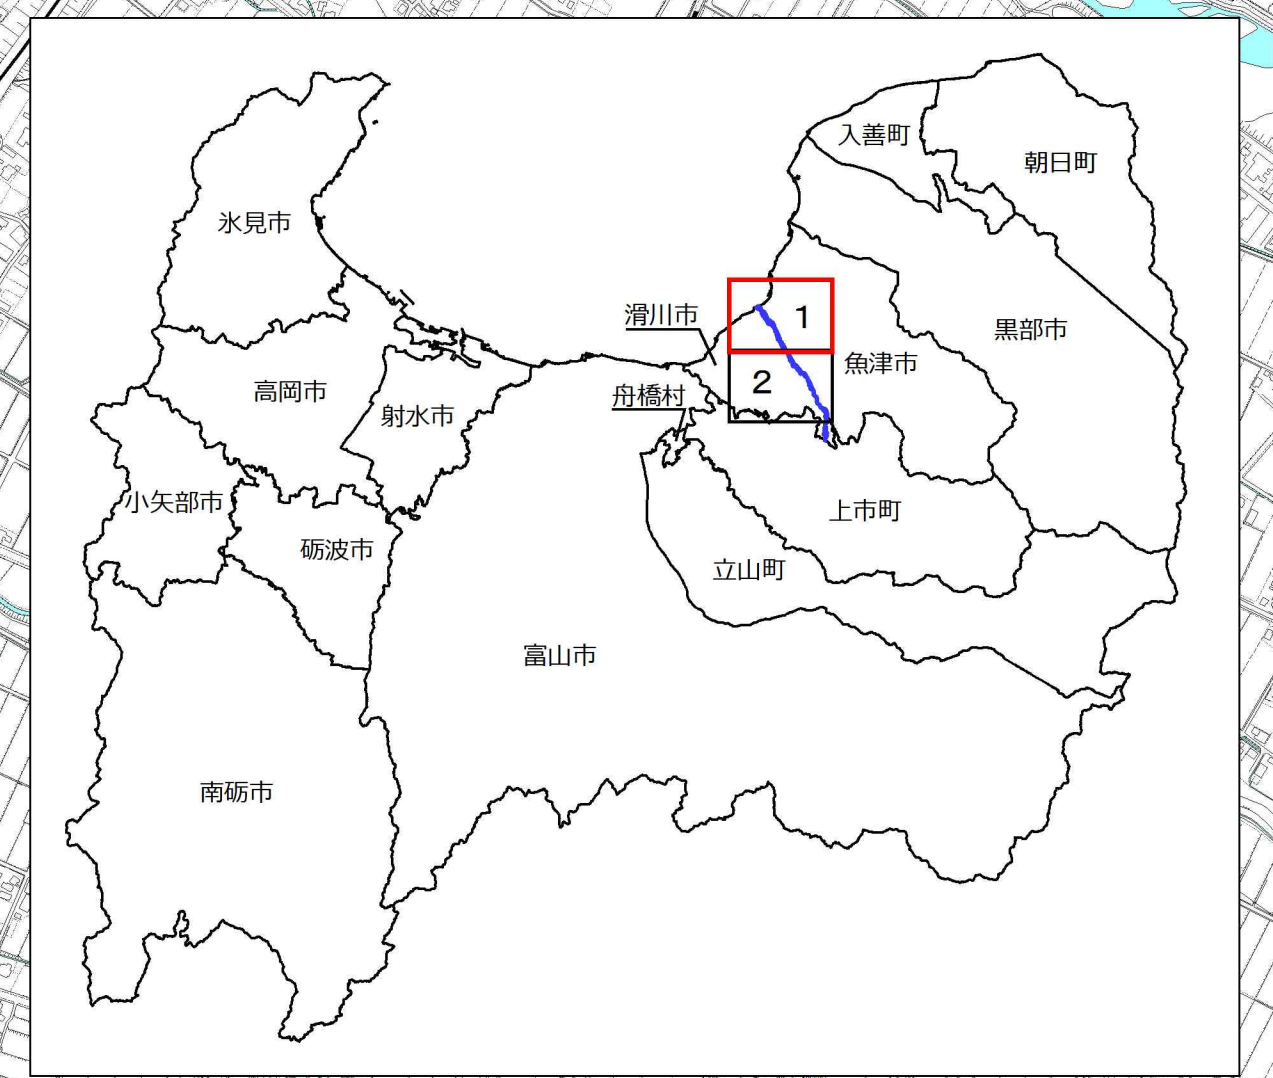 入善町
朝日町
氷見市
滑川市
1
黒部市
魚津市
2
舟橋村
高岡市
射水市
小矢部市
上市町
砺波市
立山町
富山市
南砺市